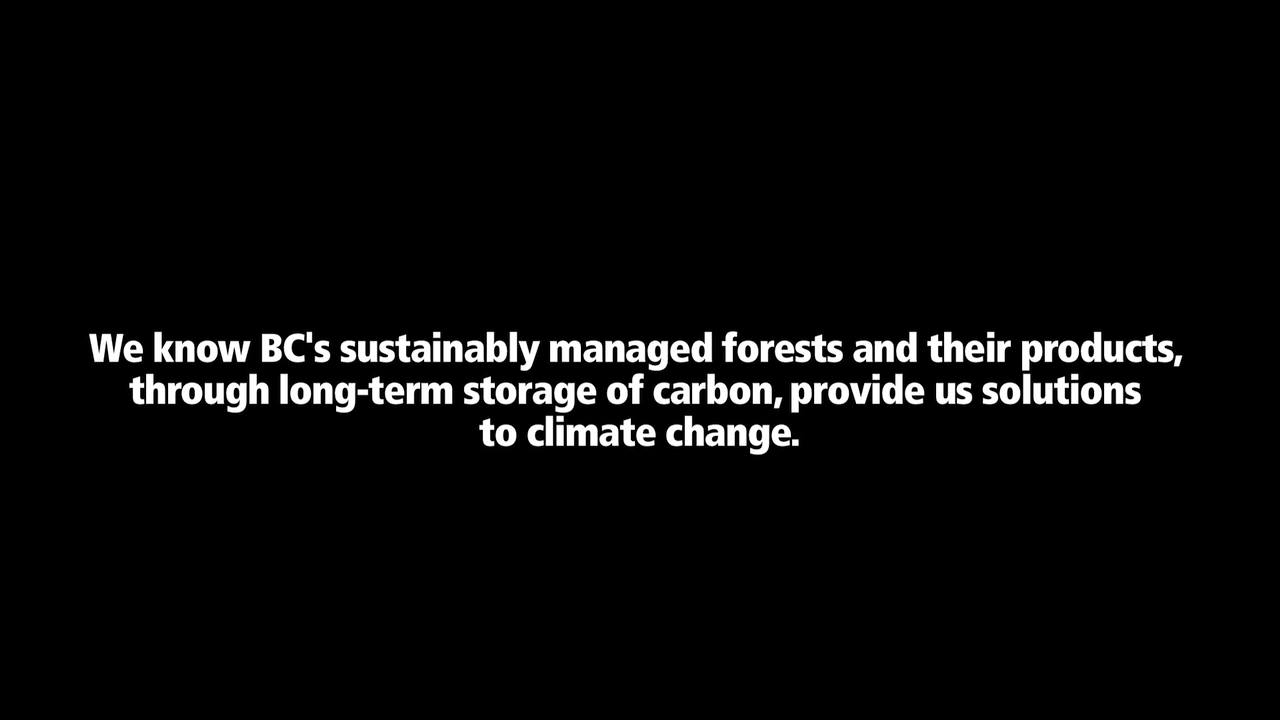 We know BC's sustainably managed forests and their products,
through long-term storage of carbon, provide us solutions
to climate change.